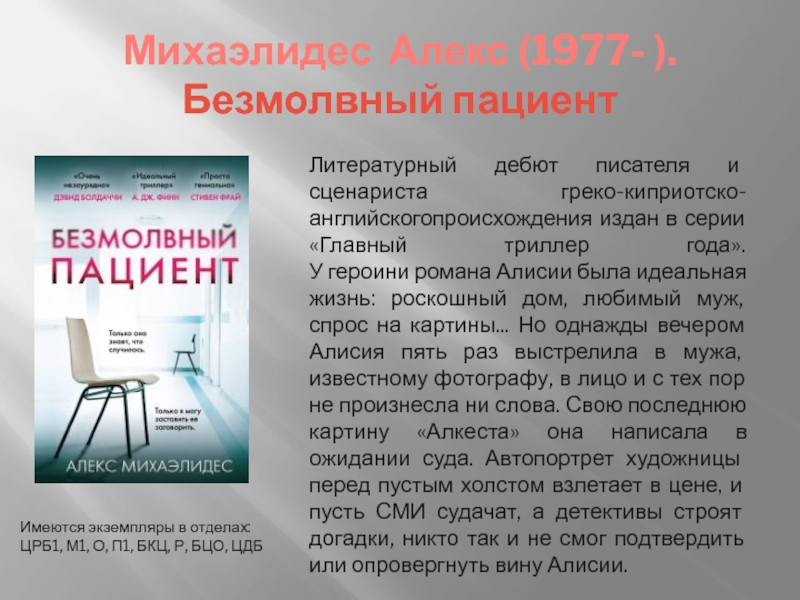 Михаэлидес Алекс (1977- ).
Безмолвный пациент
«Очень незаурядно»
ДЭВИД БОЛДАЧЧИ
«Идеальный триллер»
А. ДЖ. ФИНН
«Просто гениально»
СТИВЕН ФРАЙ
БЕЗМОЛВНЫЙ
ПАЦИЕНТ
Только она
знает, что
случилось.
Только я могу
заставить ее
заговорить.
АЛЕКС МИХАЭЛИДЕС
Имеются экземпляры в отделах:
ЦРБ1, М1, О, П1, БКЦ, Р, БЦО, ЦДБ
Литературный дебют писателя и
сценариста греко-киприотско-
английскогопроисхождения издан в серии
«Главный триллер года».
У героини романа Алисии была идеальная
жизнь: роскошный дом, любимый муж,
спрос на картины... Но однажды вечером
Алисия пять раз выстрелила в мужа,
известному фотографу, в лицо и с тех пор
не произнесла ни слова. Свою последнюю
картину «Алкеста» она написала в
ожидании суда. Автопортрет художницы
перед пустым холстом взлетает в цене, и
пусть СМИ судачат, а детективы строят
догадки, никто так и не смог подтвердить
или опровергнуть вину Алисии.